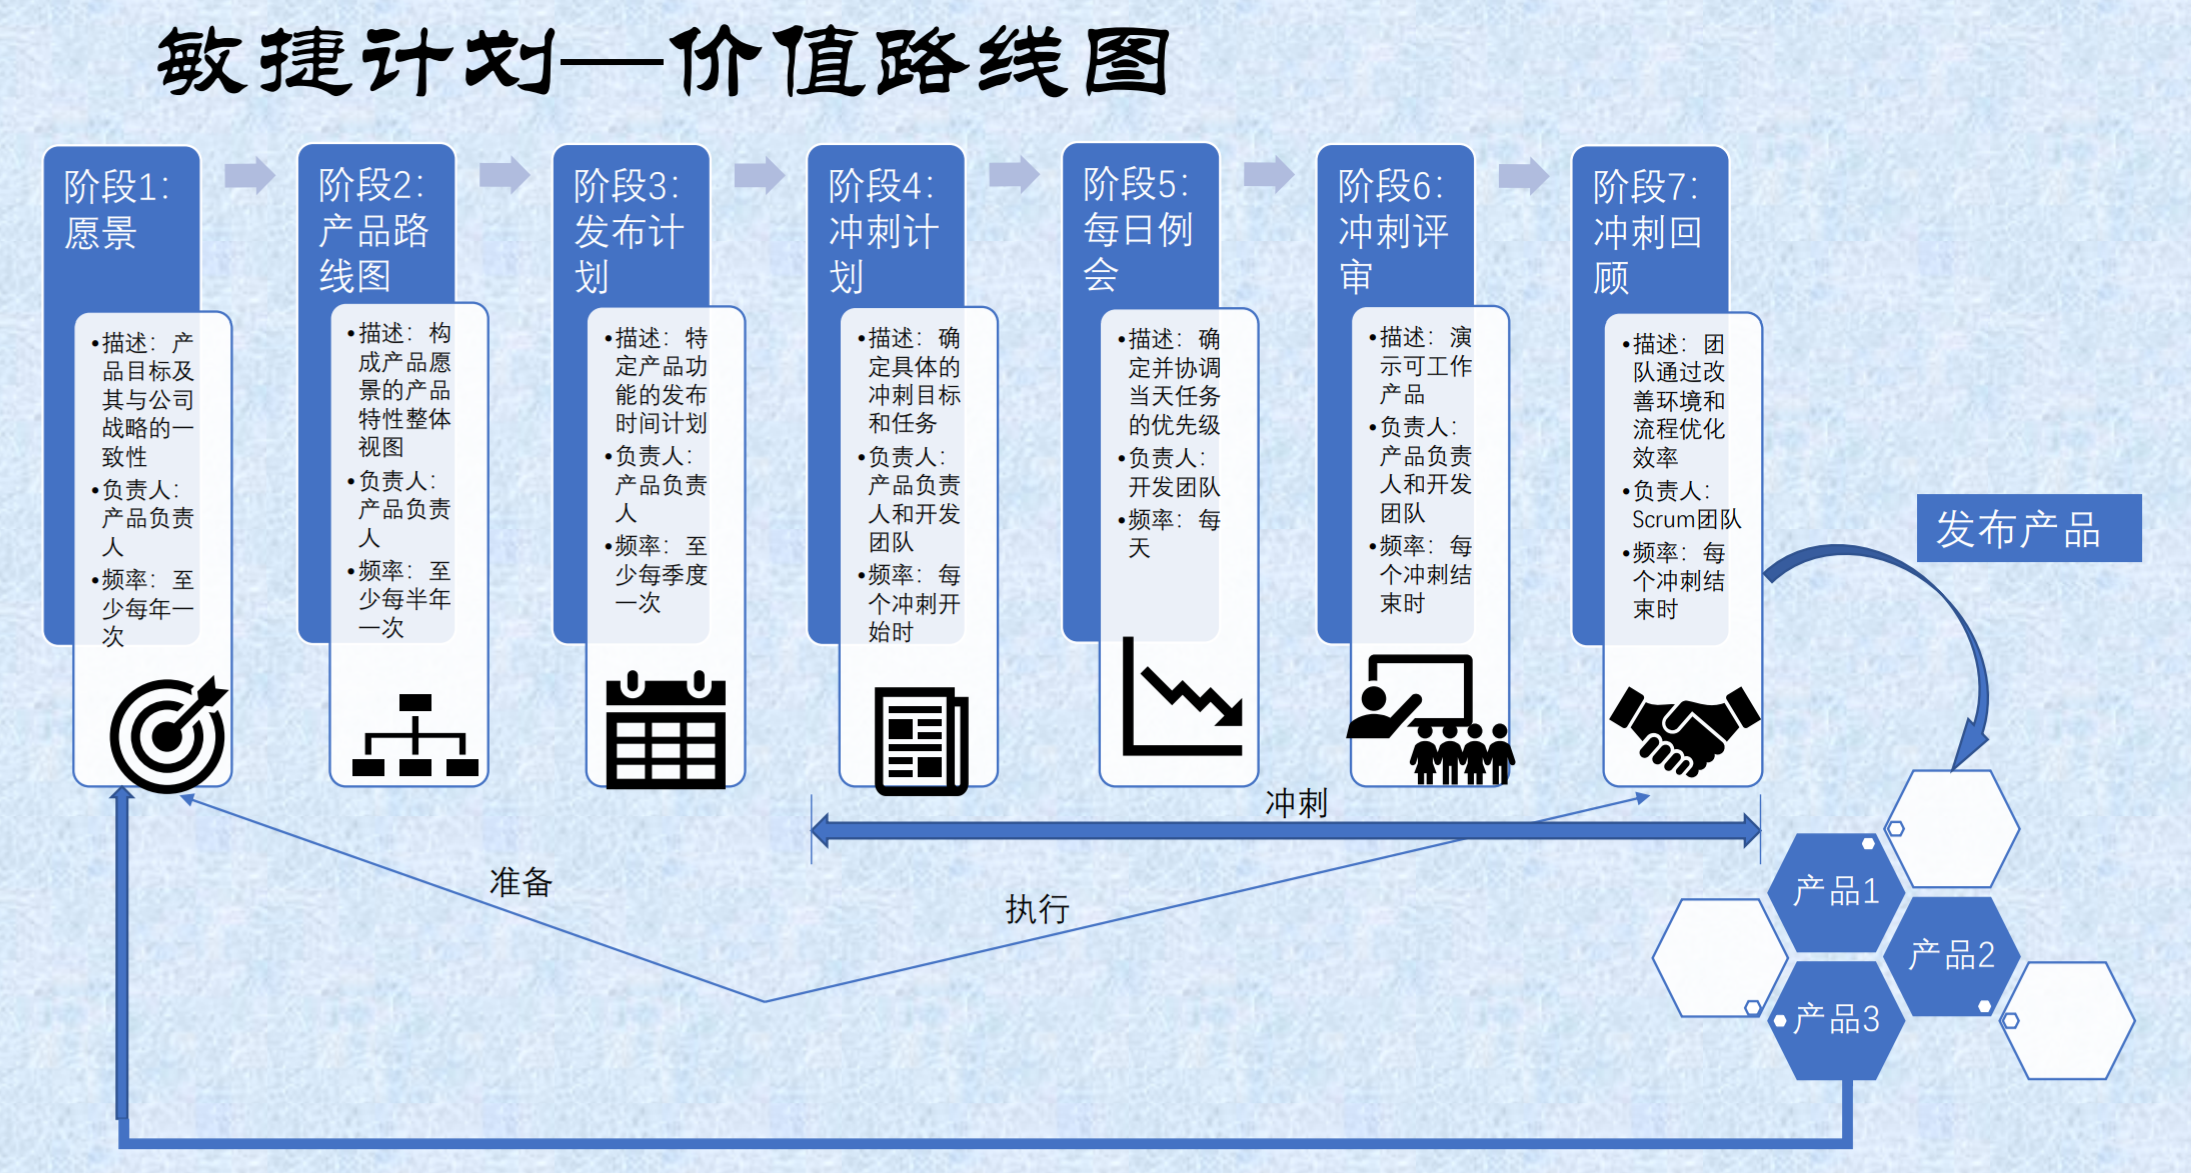 敏捷计划——价值路线图
阶段1:
愿景
•描述：产
品目标及
其与公司
战略的一
致性
•负责人:
产品负责
人
•频率：至
少每年一
次
阶段2:
产品路
线图
•描述：构
成产品愿
景的产品
特性整体
视图
•负责人:
产品负责
人
•频率：至
少每半年
一次
阶段3:
发布计
划
•描述：特
定产品功
能的发布
时间计划
•负责人:
产品负责
人
•频率：至
少每季度
一次
阶段4:
冲刺计
划
•描述：确
定具体的
冲刺目标
和任务
•负责人:
产品负责
人和开发
团队
•频率：每
个冲刺开
始时
阶段5:
每日例
会
•描述：确
定并协调
当天任务
的优先级
•负责人:
开发团队
•频率：每
天
阶段6:
冲刺评
审
•描述：演
示可工作
产品
•负责人:
产品负责
人和开发
团队
•频率：每
个冲刺结
束时
阶段7:
冲刺回
顾
•描述：团
队通过改
善环境和
流程优化
效率
•负责人:
Scrum团队
•频率：每
个冲刺结
束时
发布产品
冲刺
准备
执行
产品1
产品2
产品3